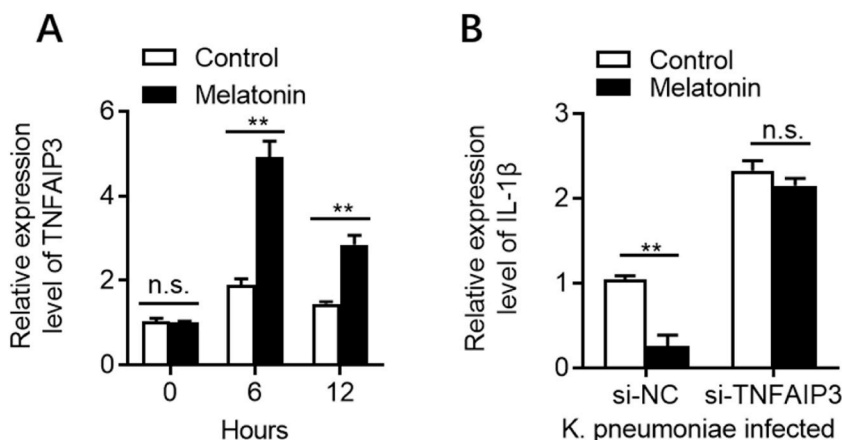 A
Control
Melatonin
Relative expression
level of TNFAIP3
6
4
2
0
n.s.
**
**
0 6 12
Hours
B
Control
Melatonin
Relative expression
level of IL-1β
3
2
1
0
**
n.s.
si-NC si-TNFAIP3
K. pneumoniae infected